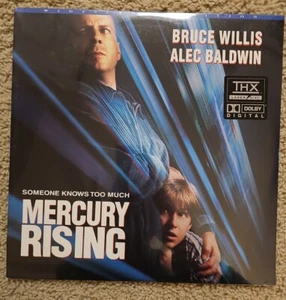 BRUCE WILLIS
ALEC BALDWIN
THX
DOLBY
DIGITAL
SOMEONE KNOWS TOO MUCH
MERCURY
RISING